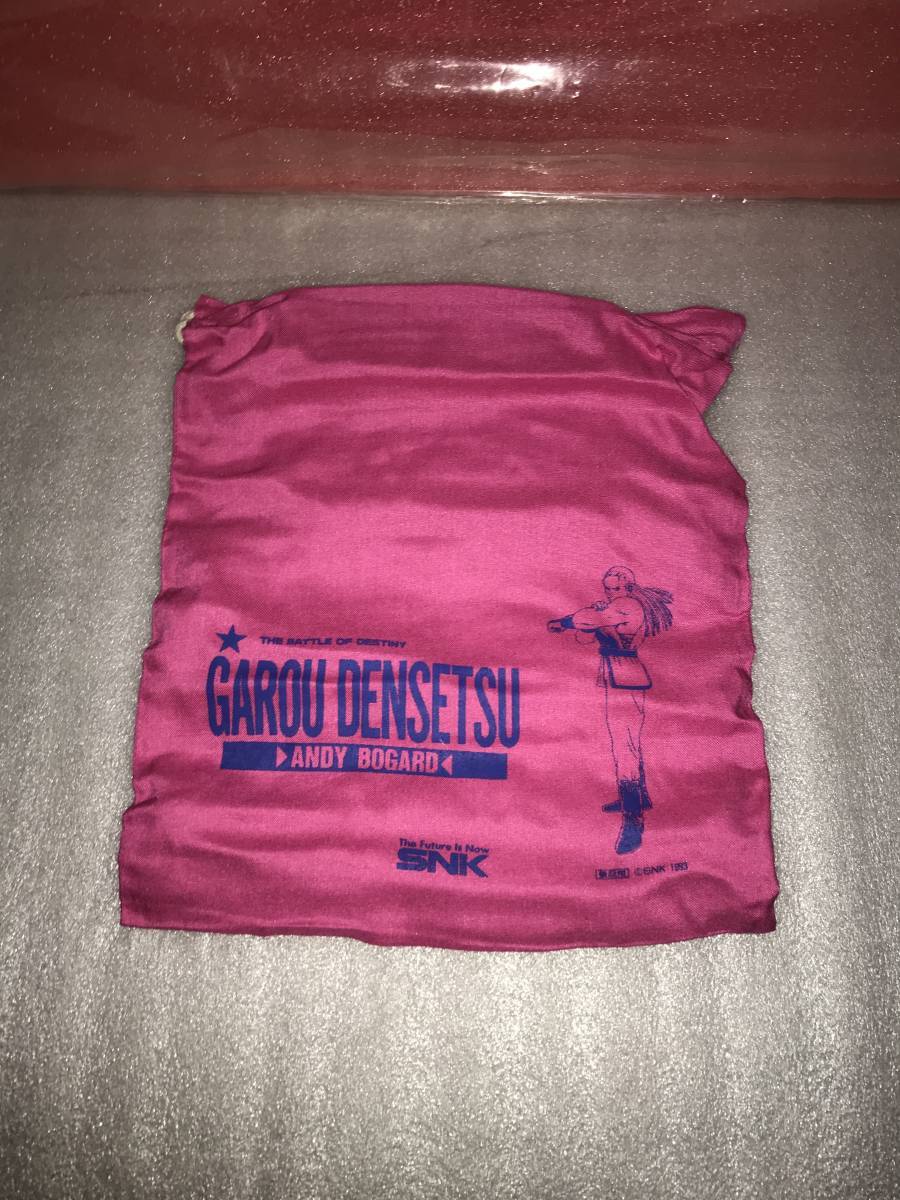 THE BATTLE OF DESTINY
GAROU DENSETSU
ANDY BOGARD
The Future Is Now
SNK
©SNK 1993